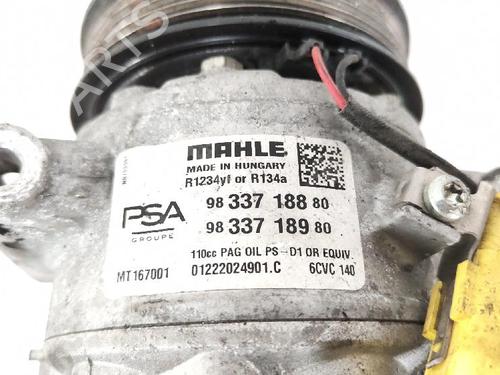 MAHLE
MADE IN HUNGARY
R1234yf or R134a
PSA
GROUPE
98 337 188 80
98 337 189 80
110cc PAG OIL PS-D1 OR EQUIV.
MT167001 01222024901.C 6CVC 140